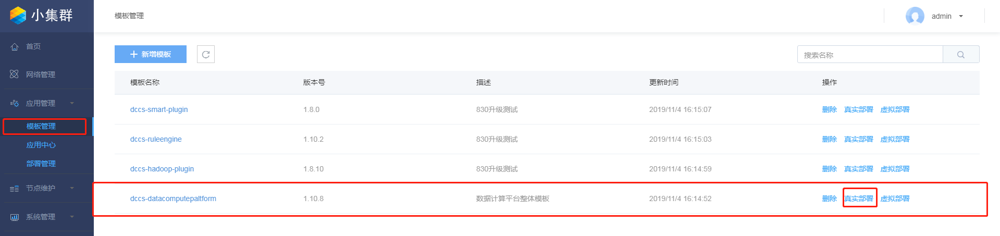 小集群
模板管理
admin
首页
网络管理
应用管理
模板管理
应用中心
部署管理
节点维护
系统管理
新增模板
搜索名称
模板名称 版本号 描述 更新时间 操作
dccs-smart-plugin 1.8.0 830升级测试 2019/11/4 16:15:07 删除 真实部署 虚拟部署
dccs-ruleengine 1.10.2 830升级测试 2019/11/4 16:15:03 删除 真实部署 虚拟部署
dccs-hadoop-plugin 1.8.10 830升级测试 2019/11/4 16:14:59 删除 真实部署 虚拟部署
dccs-datacomputepaltform 1.10.8 数据计算平台整体模板 2019/11/4 16:14:52 删除 真实部署 虚拟部署